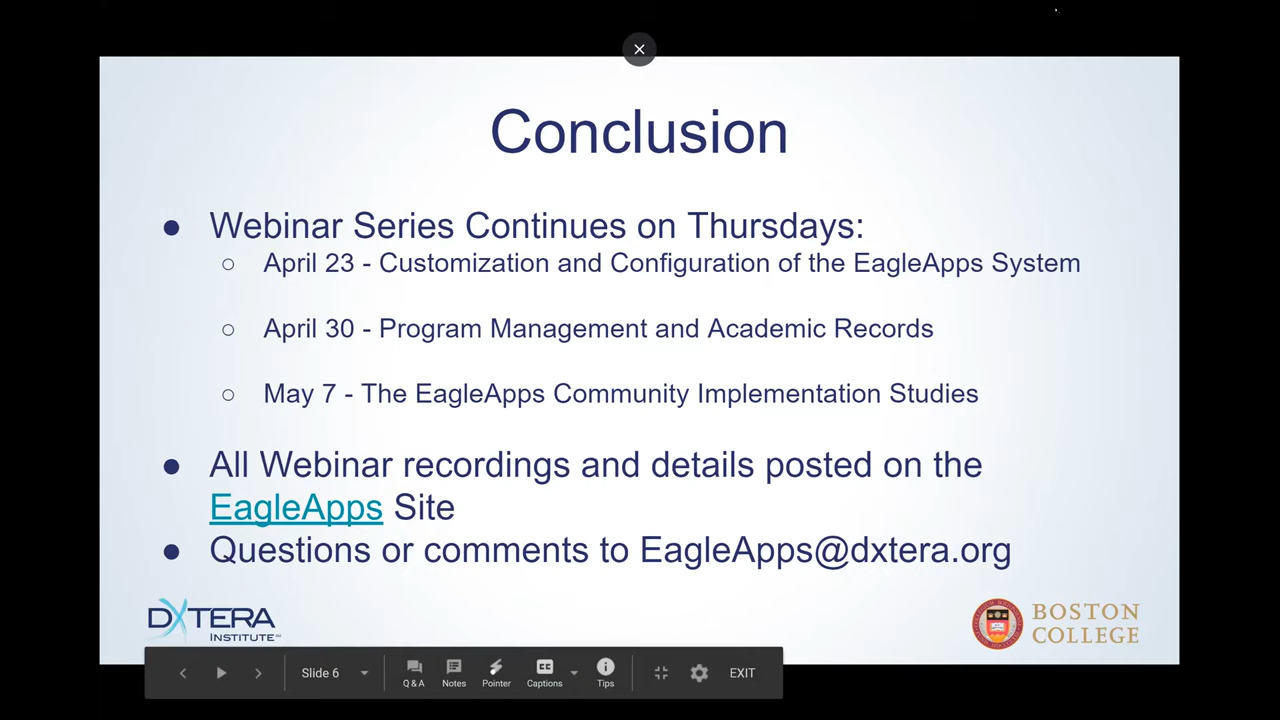 Conclusion
● Webinar Series Continues on Thursdays:
○ April 23 - Customization and Configuration of the EagleApps System
○ April 30 - Program Management and Academic Records
○ May 7 - The EagleApps Community Implementation Studies
● All Webinar recordings and details posted on the
EagleApps Site
● Questions or comments to EagleApps@dxtera.org
DXTERA
INSTITUTE
BOSTON
COLLEGE
Slide 6
Q & A
Notes
Pointer
CC
Captions
Tips
EXIT